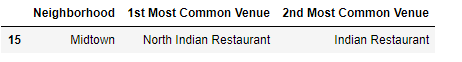 Neighborhood 1st Most Common Venue 2nd Most Common Venue
15 Midtown North Indian Restaurant Indian Restaurant